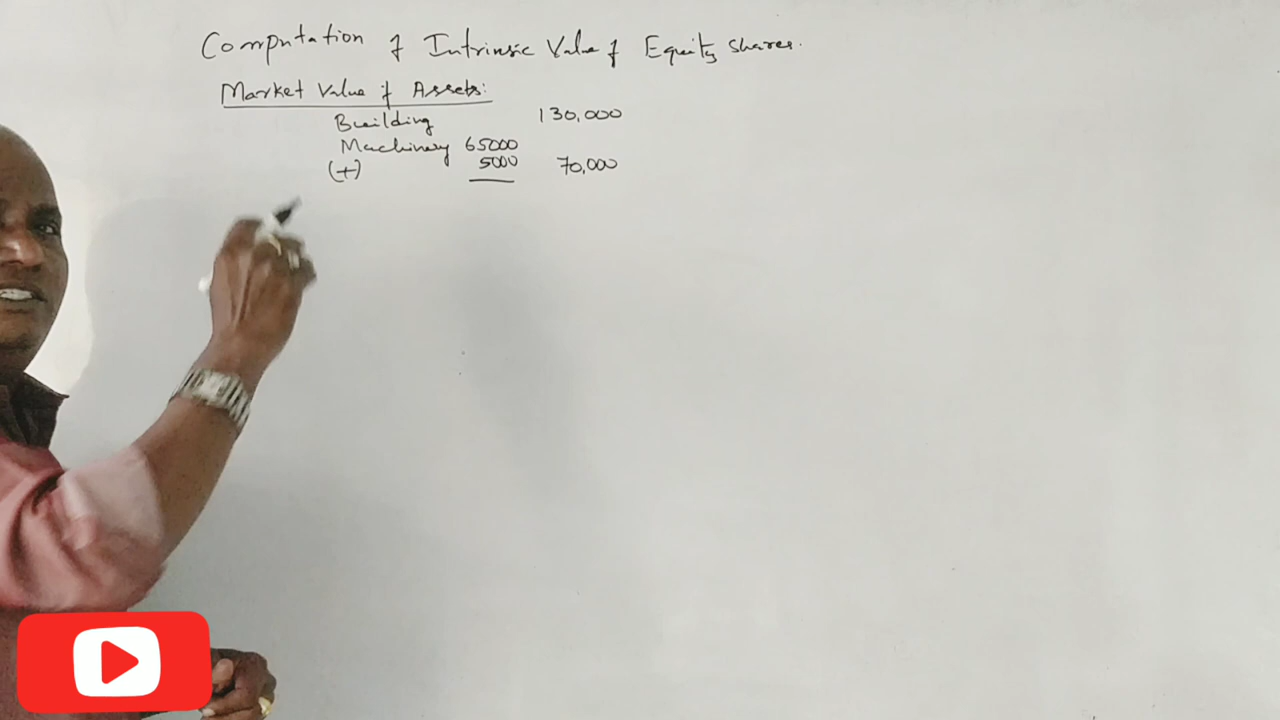 Computation of Intrinsic Value of Equity shares.
Market Value of Assets:
Building 130,000
Machinery 65000
(+) 5000 70,000